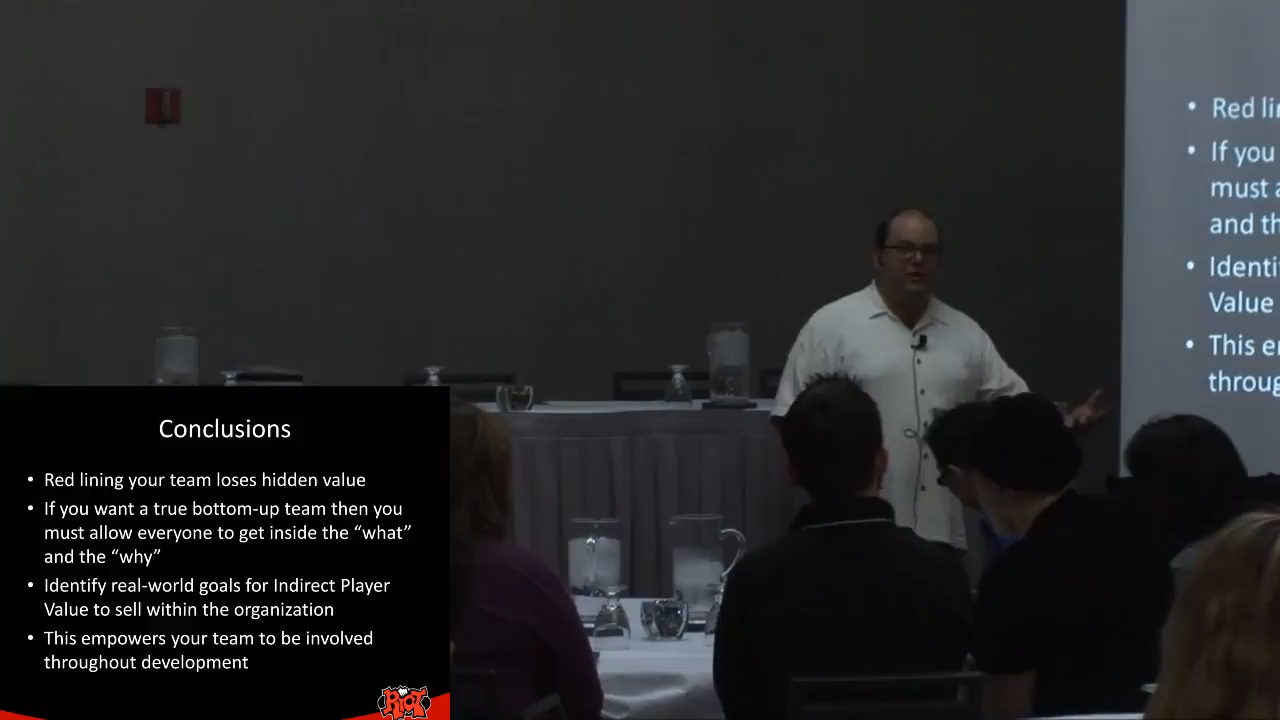 Conclusions
• Red lining your team loses hidden value
• If you want a true bottom-up team then you
must allow everyone to get inside the “what”
and the “why”
• Identify real-world goals for Indirect Player
Value to sell within the organization
• This empowers your team to be involved
throughout development
RIOT
• Red li
• If you
must a
and th
• Identi
Value
• This e
throug